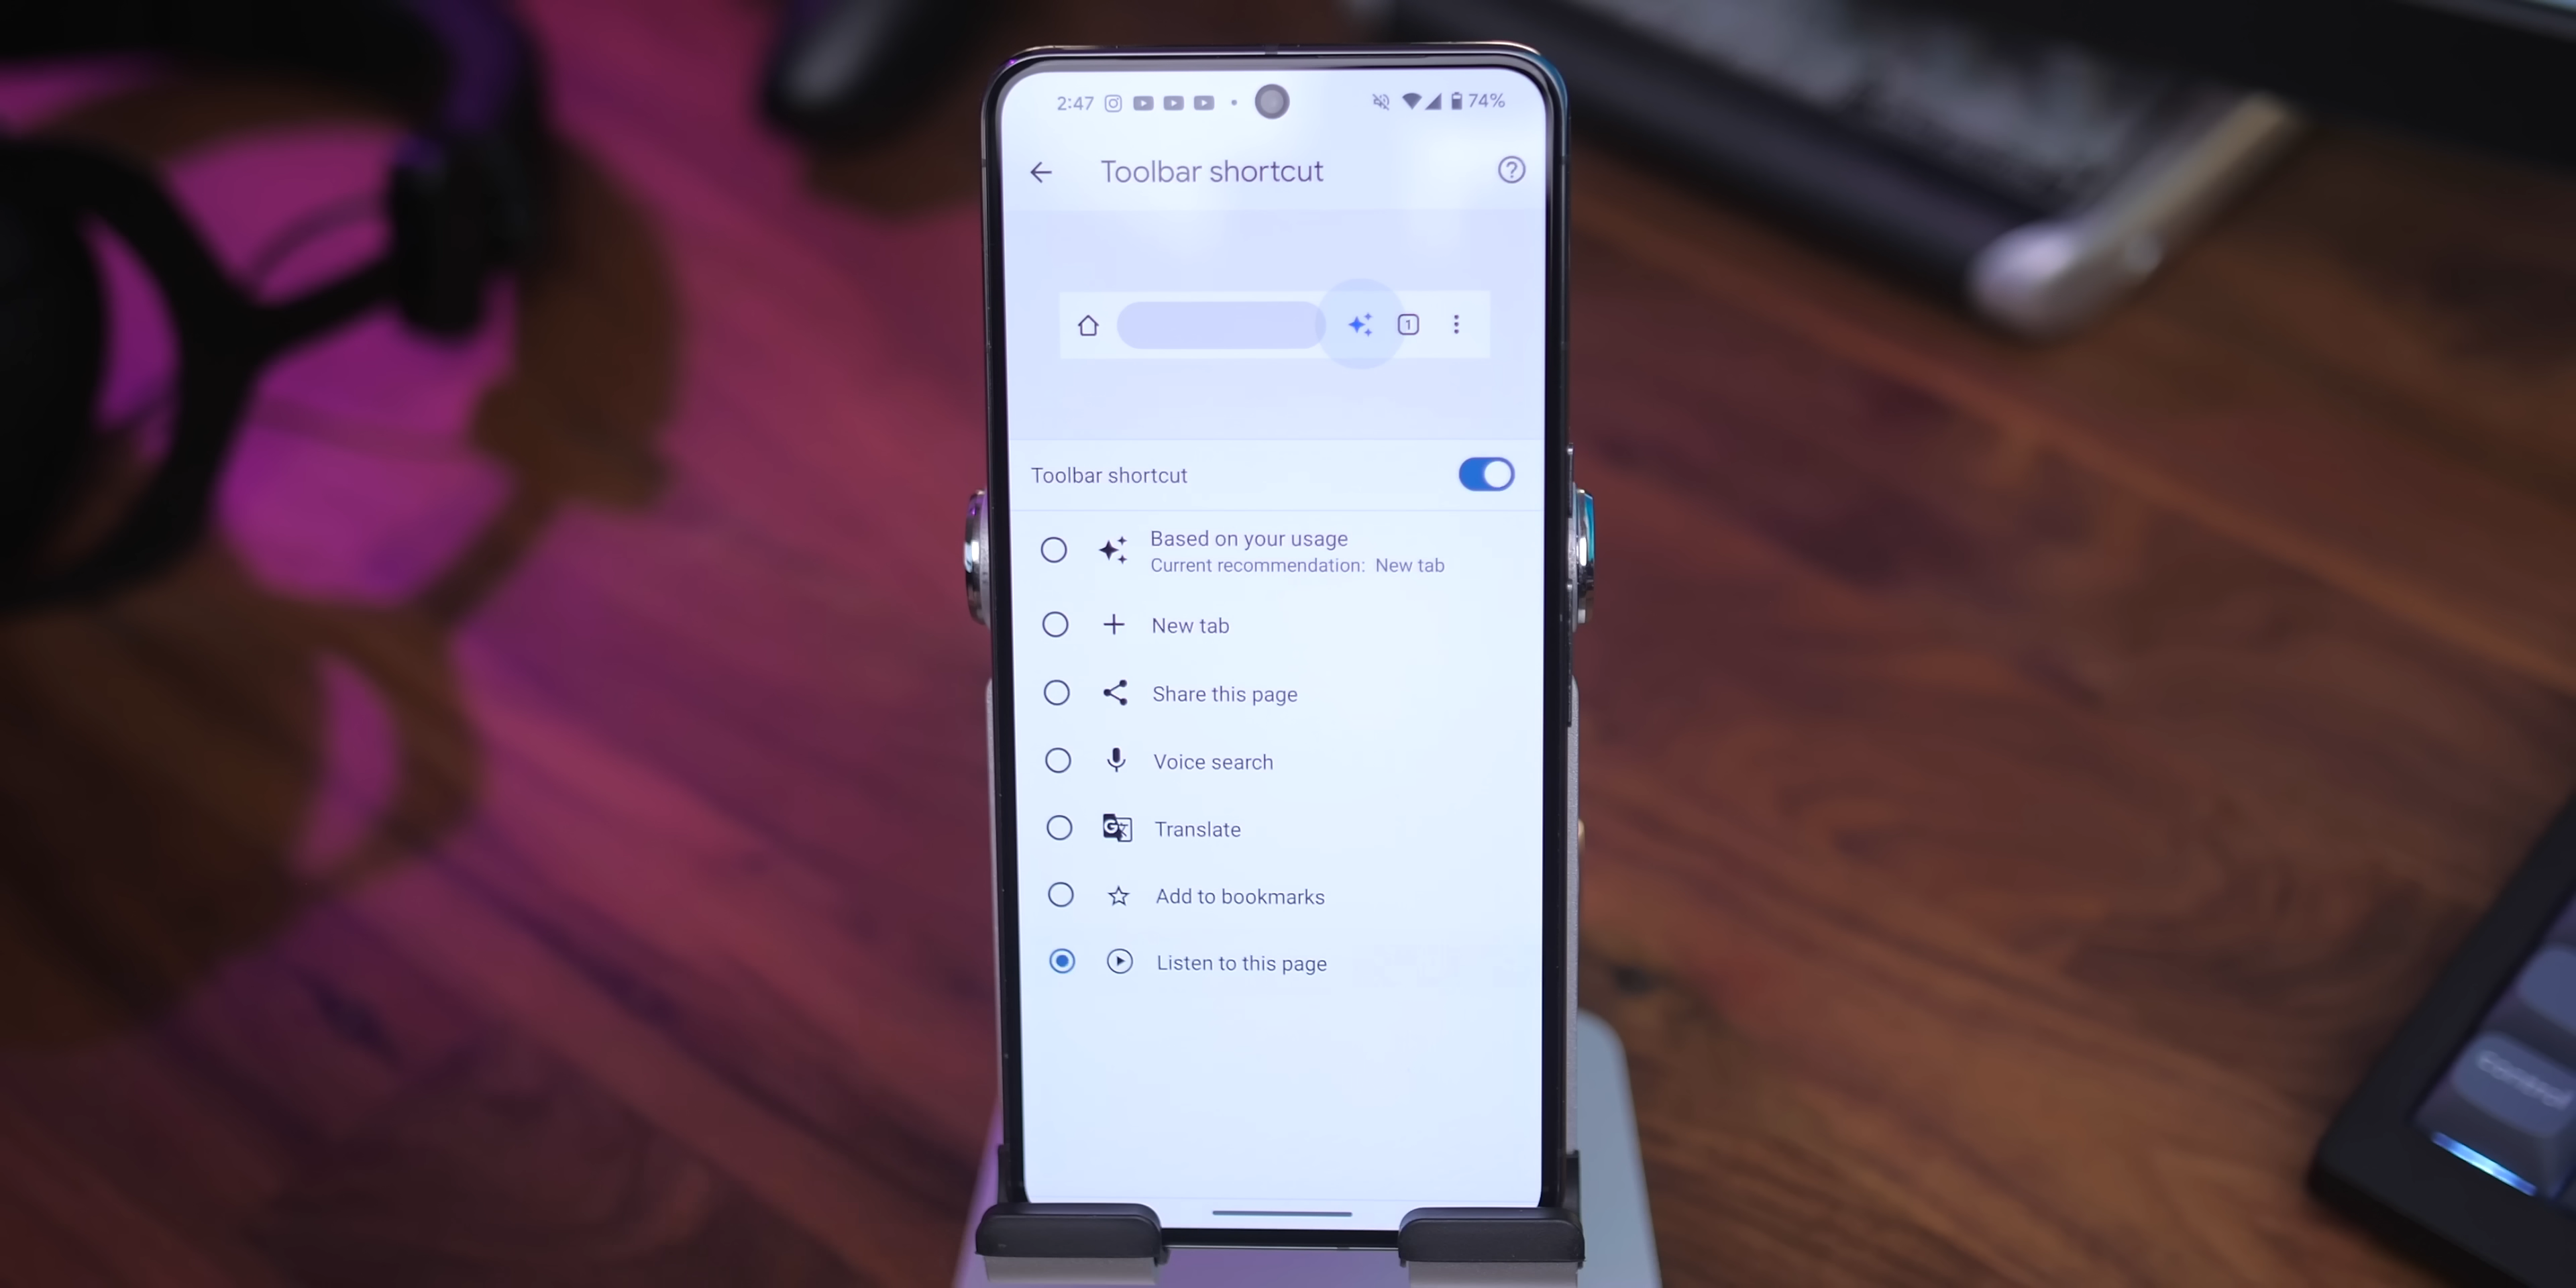 2:47
74%
Toolbar shortcut
1
Toolbar shortcut
Based on your usage
Current recommendation: New tab
New tab
Share this page
Voice search
Translate
Add to bookmarks
Listen to this page
control